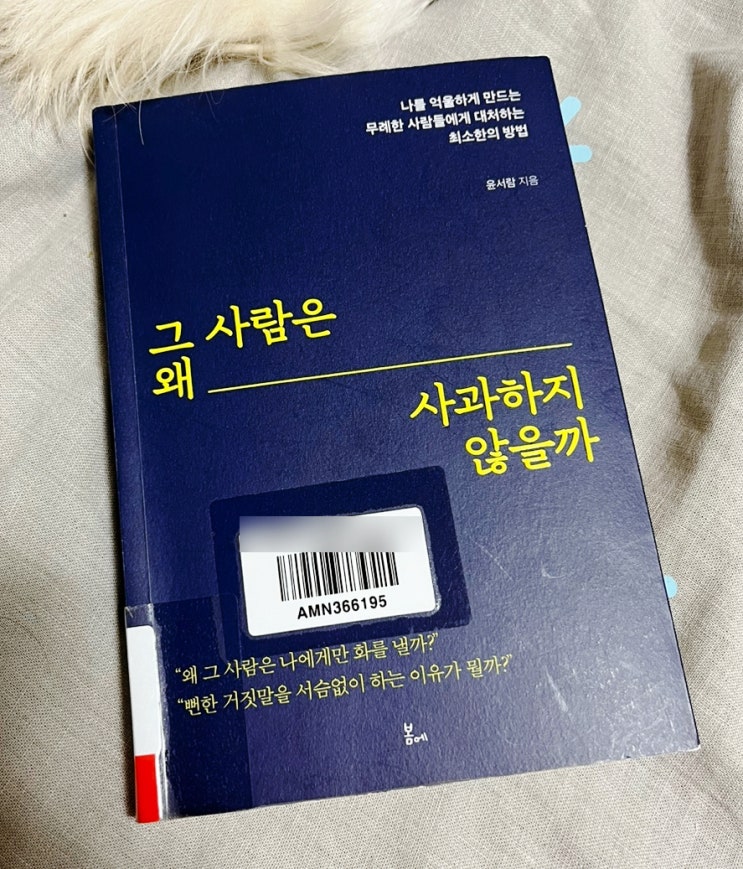 나를 억울하게 만드는
무례한 사람들에게 대처하는
최소한의 방법
윤서람 지음
그 사람은
왜
사과하지
않을까
AMN366195
“왜 그 사람은 나에게만 화를 낼까?”
“뻔한 거짓말을 서슴없이 하는 이유가 뭘까?”
봄에